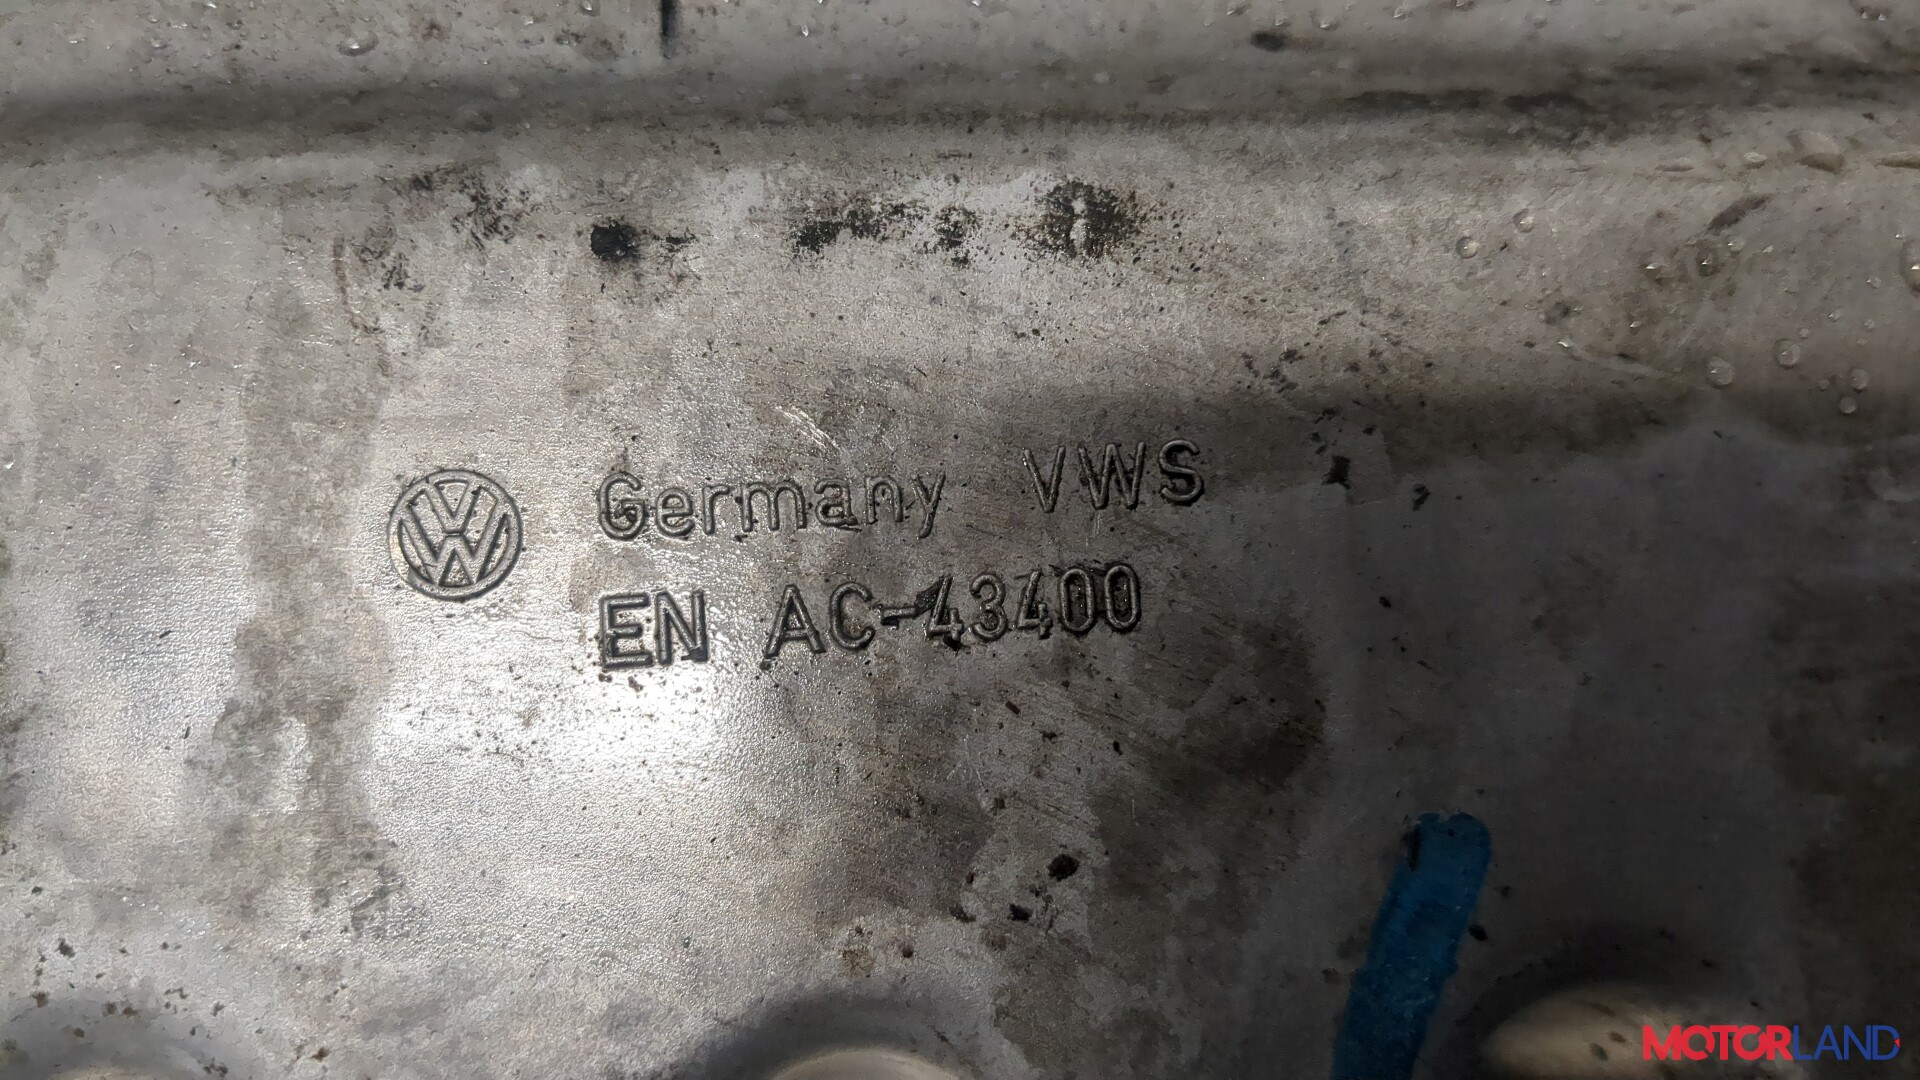 Germany VWS
EN AC-43400
MOTORLAND